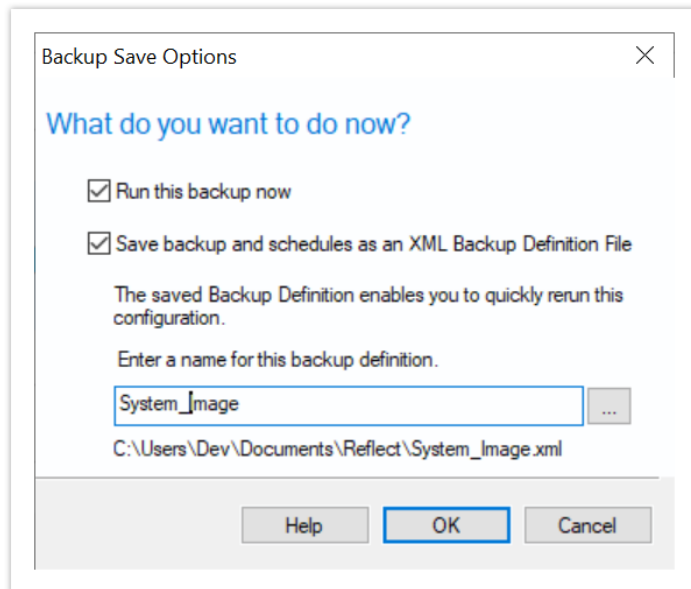 Backup Save Options
What do you want to do now?
Run this backup now
Save backup and schedules as an XML Backup Definition File
The saved Backup Definition enables you to quickly rerun this
configuration.
Enter a name for this backup definition.
System_Image
...
C:\Users\Dev\Documents\Reflect\System_Image.xml
Help OK Cancel